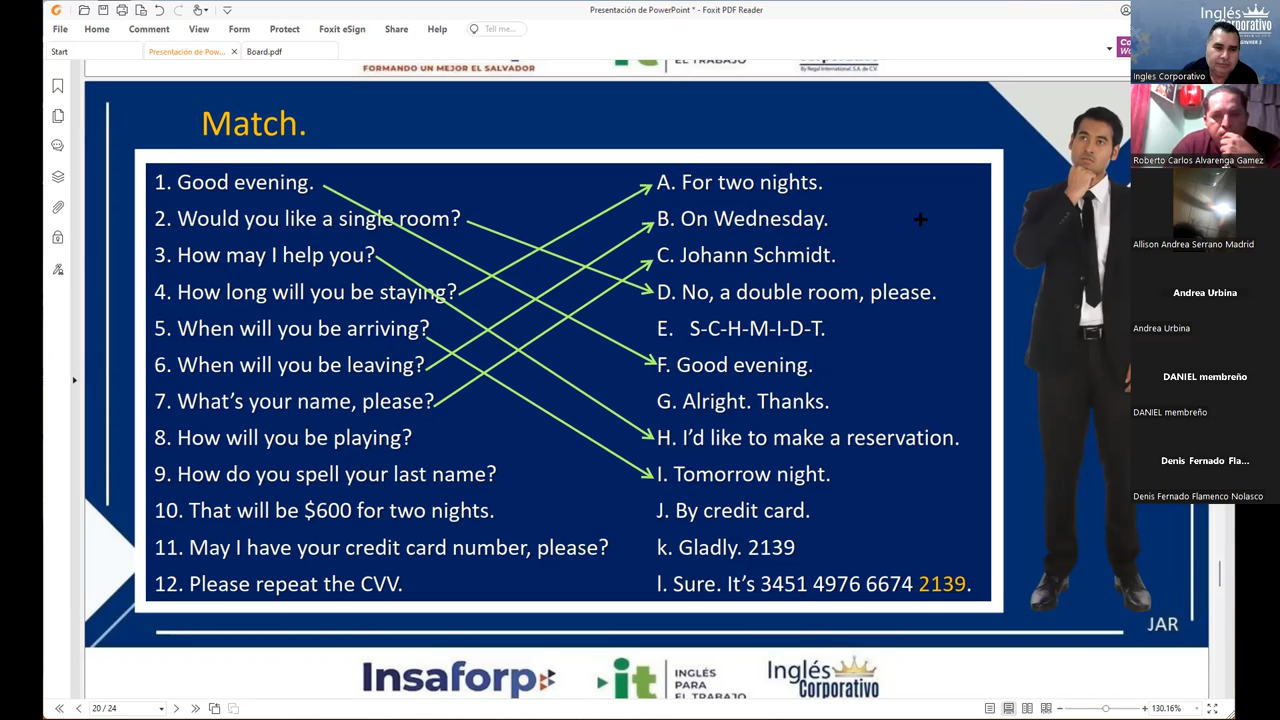 Presentación de PowerPoint * - Foxit PDF Reader
File Home Comment View Form Protect Foxit eSign Share Help Tell me...
Start Presentación de Pow... × Board.pdf
FORMANDO UN MEJOR EL SALVADOR
EL TRABAJO
By Regal International, S.A. de C.V.
Match.
1. Good evening.
2. Would you like a single room?
3. How may I help you?
4. How long will you be staying?
5. When will you be arriving?
6. When will you be leaving?
7. What's your name, please?
8. How will you be playing?
9. How do you spell your last name?
10. That will be $600 for two nights.
11. May I have your credit card number, please?
12. Please repeat the CVV.
A. For two nights.
B. On Wednesday.
C. Johann Schmidt.
D. No, a double room, please.
E. S-C-H-M-I-D-T.
F. Good evening.
G. Alright. Thanks.
H. I'd like to make a reservation.
I. Tomorrow night.
J. By credit card.
k. Gladly. 2139
l. Sure. It's 3451 4976 6674 2139.
JAR
Insaforp
it
INGLÉS
PARA
EL TRABAJO
Inglés
Corporativo
20 / 24
130.16%
Inglés
Corporativo
Ingles Corporativo
Roberto Carlos Alvarenga Gamez
Allison Andrea Serrano Madrid
Andrea Urbina
Andrea Urbina
DANIEL membreño
DANIEL membreño
Denis Fernado Fla...
Denis Fernado Flamenco Nolasco